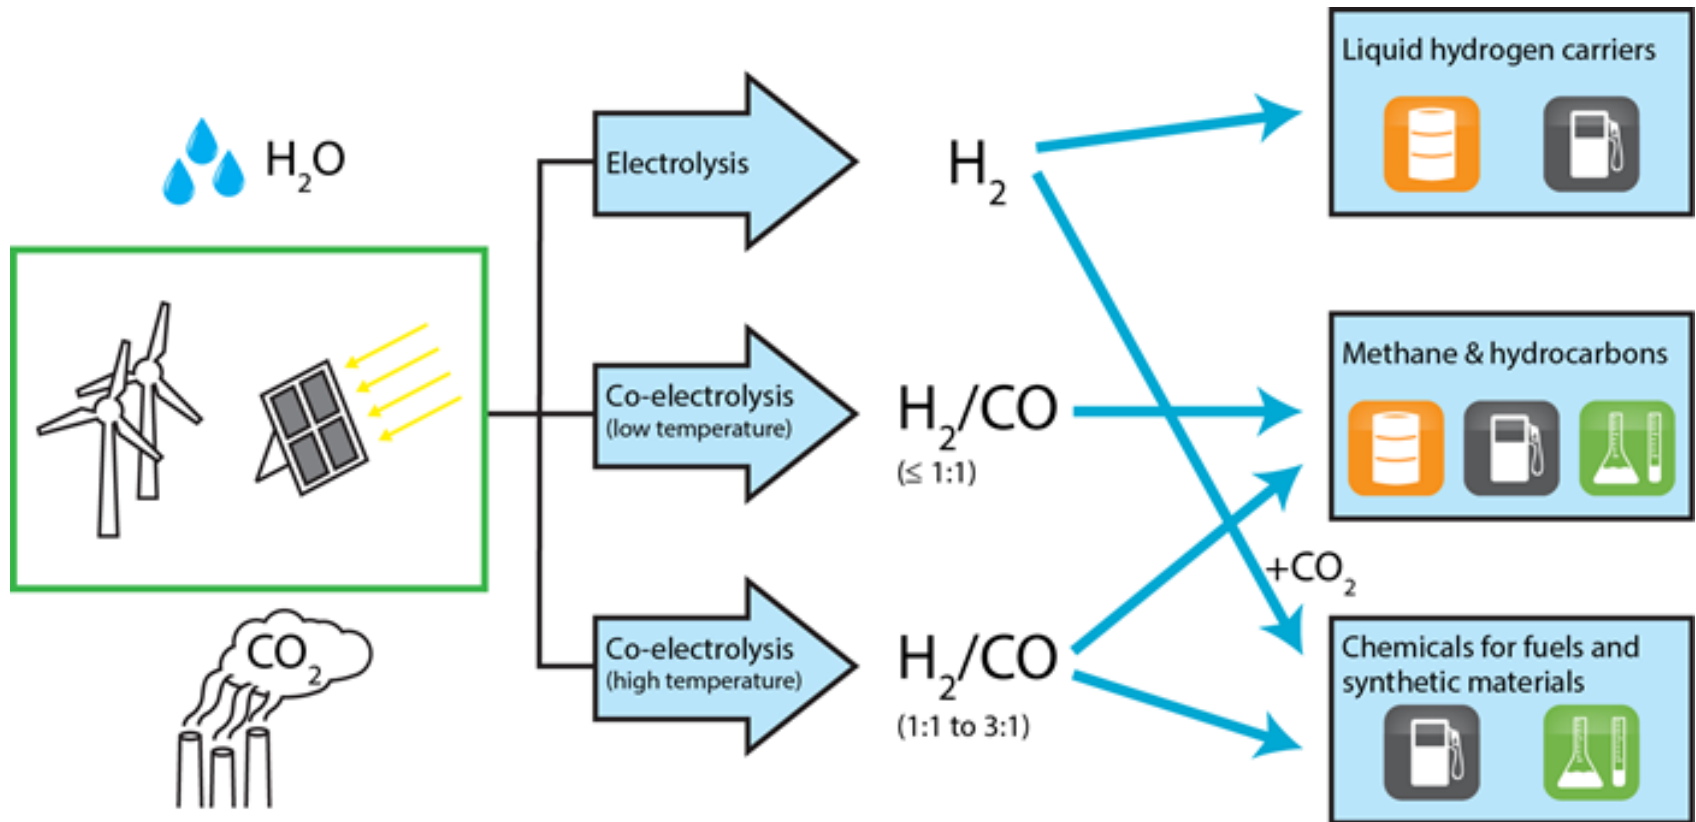 H₂O
CO₂
Electrolysis
Co-electrolysis
(low temperature)
Co-electrolysis
(high temperature)
H₂
H₂/CO
(≤ 1:1)
H₂/CO
(1:1 to 3:1)
+CO₂
Liquid hydrogen carriers
Methane & hydrocarbons
Chemicals for fuels and
synthetic materials